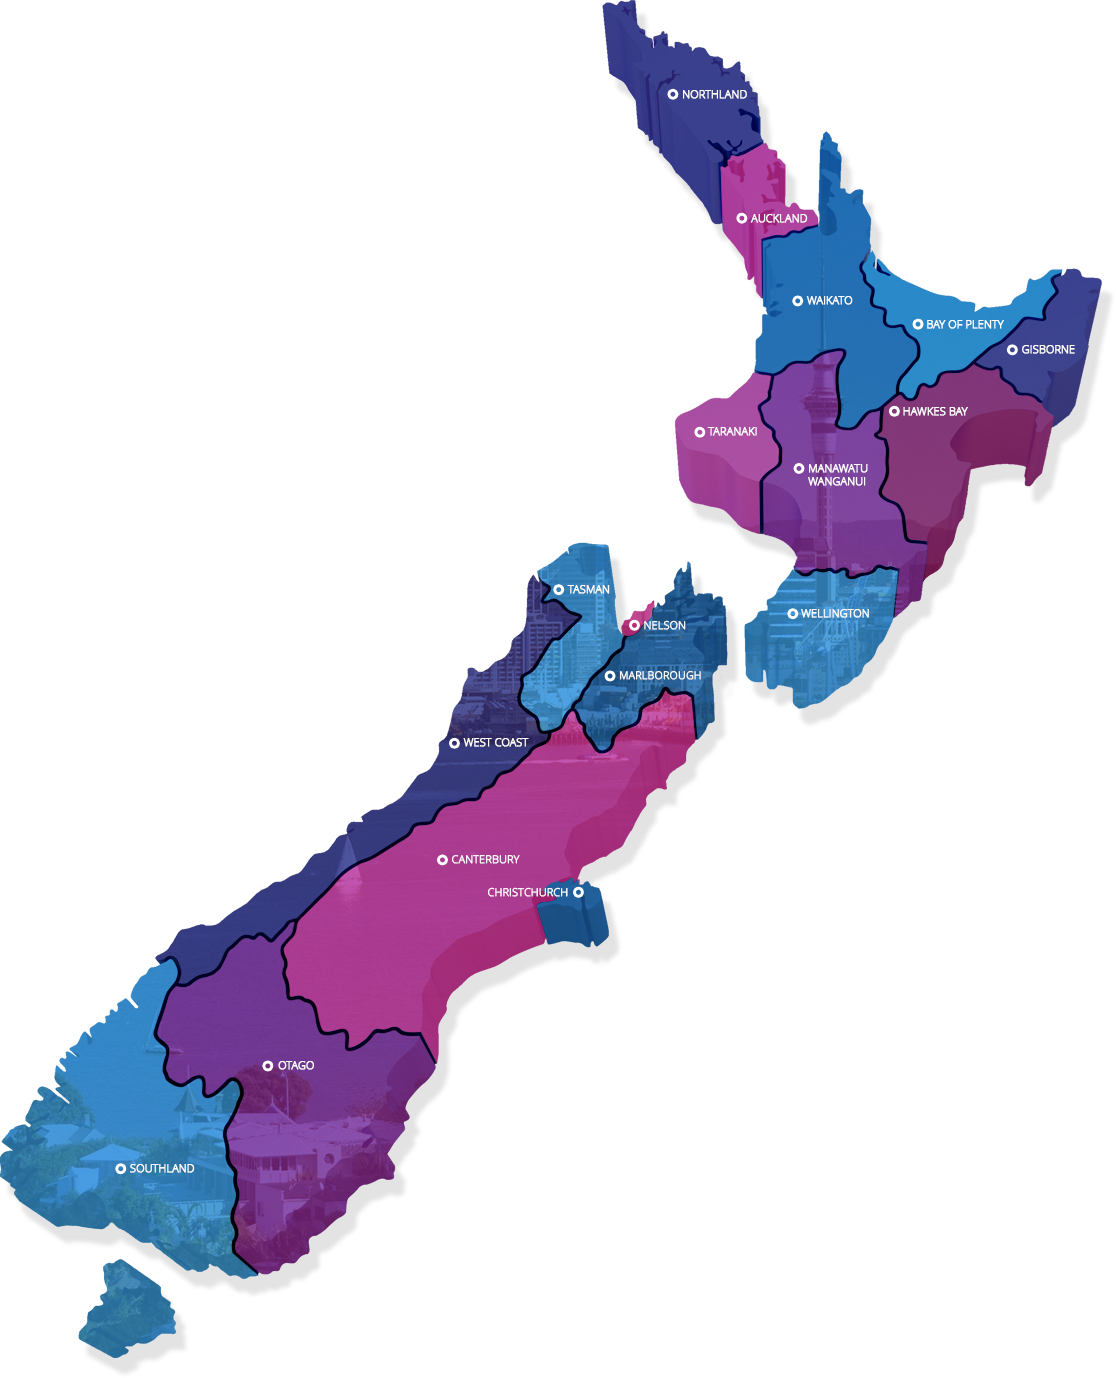 NORTHLAND
AUCKLAND
WAIKATO
BAY OF PLENTY
GISBORNE
HAWKES BAY
TARANAKI
MANAWATU
WANGANUI
TASMAN
WELLINGTON
NELSON
MARLBOROUGH
WEST COAST
CANTERBURY
CHRISTCHURCH
OTAGO
SOUTHLAND